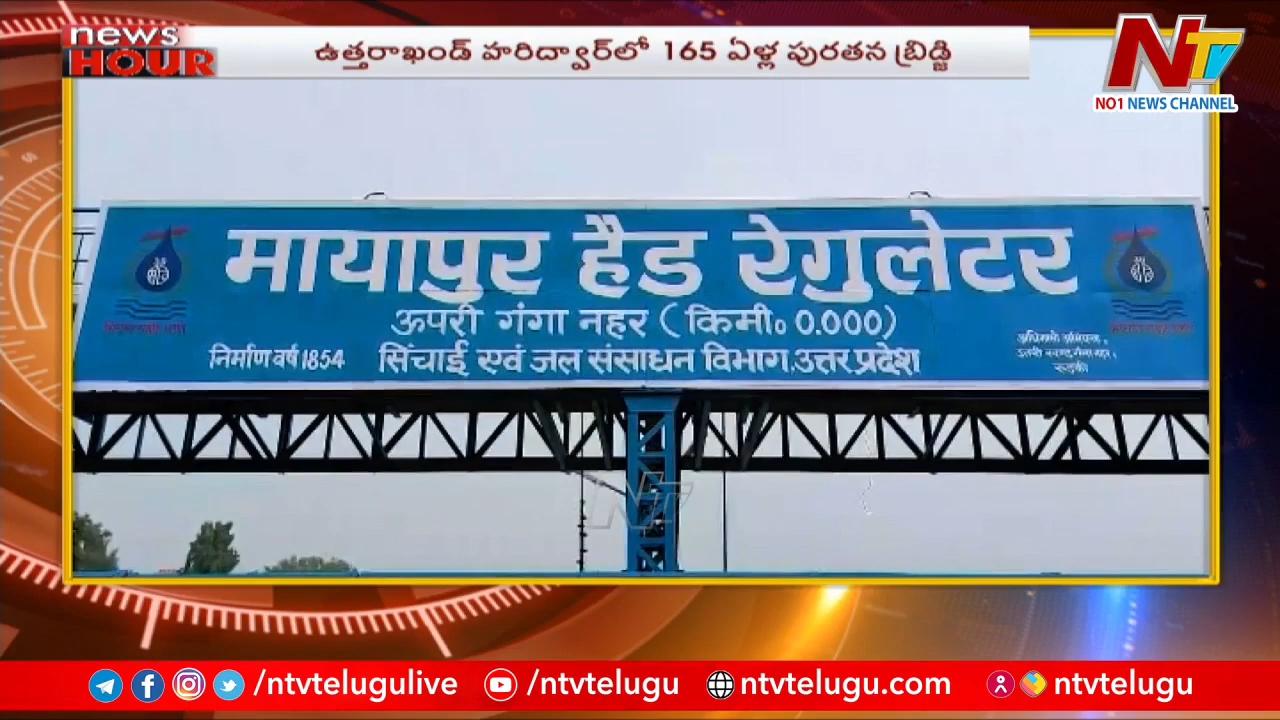 news
HOUR
ఉత్తరాఖండ్ హరిద్వార్‌లో 165 ఏళ్ల పురతన బ్రిడ్జి
NTV
NO1 NEWS CHANNEL
मायापुर हैड रेगुलेटर
ऊपरी गंगा नहर (किमी० 0.000)
निर्माण वर्ष 1854 सिंचाई एवं जल संसाधन विभाग, उत्तर प्रदेश
रुड़की
/ntvtelugulive /ntvtelugu ntvtelugu.com ntvtelugu